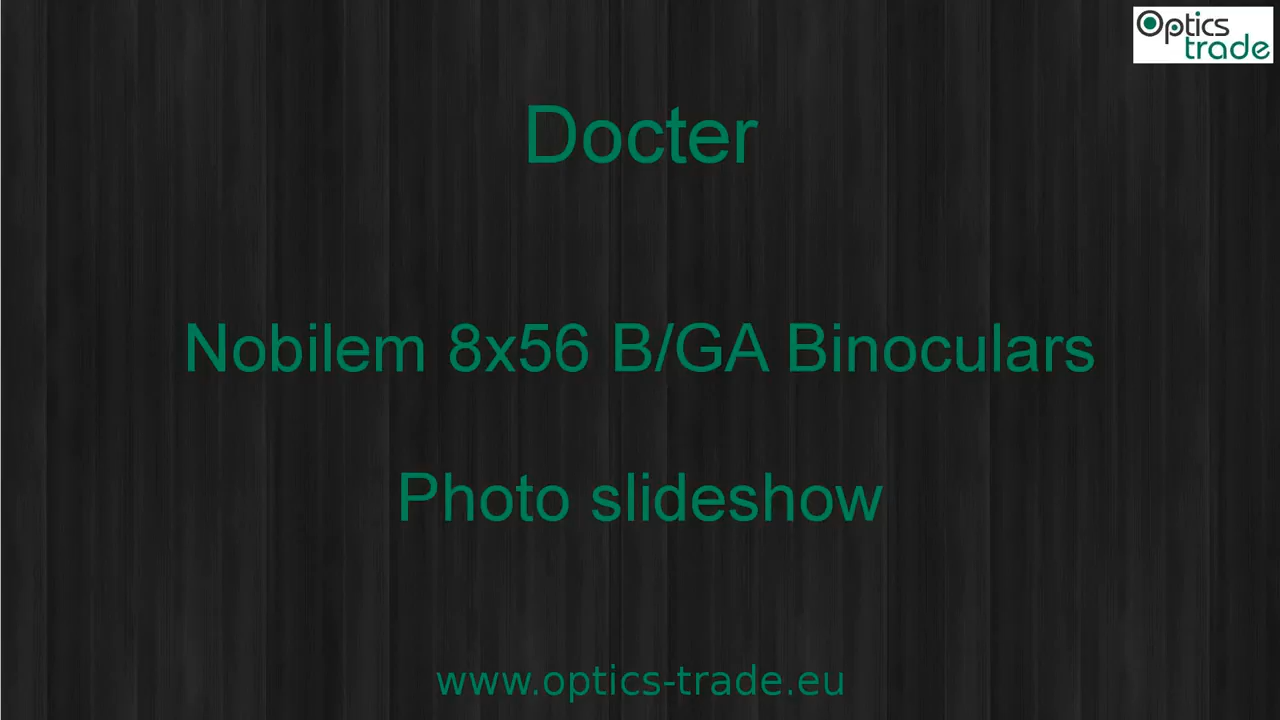 Optics
trade
Docter
Nobilem 8x56 B/GA Binoculars
Photo slideshow
www.optics-trade.eu